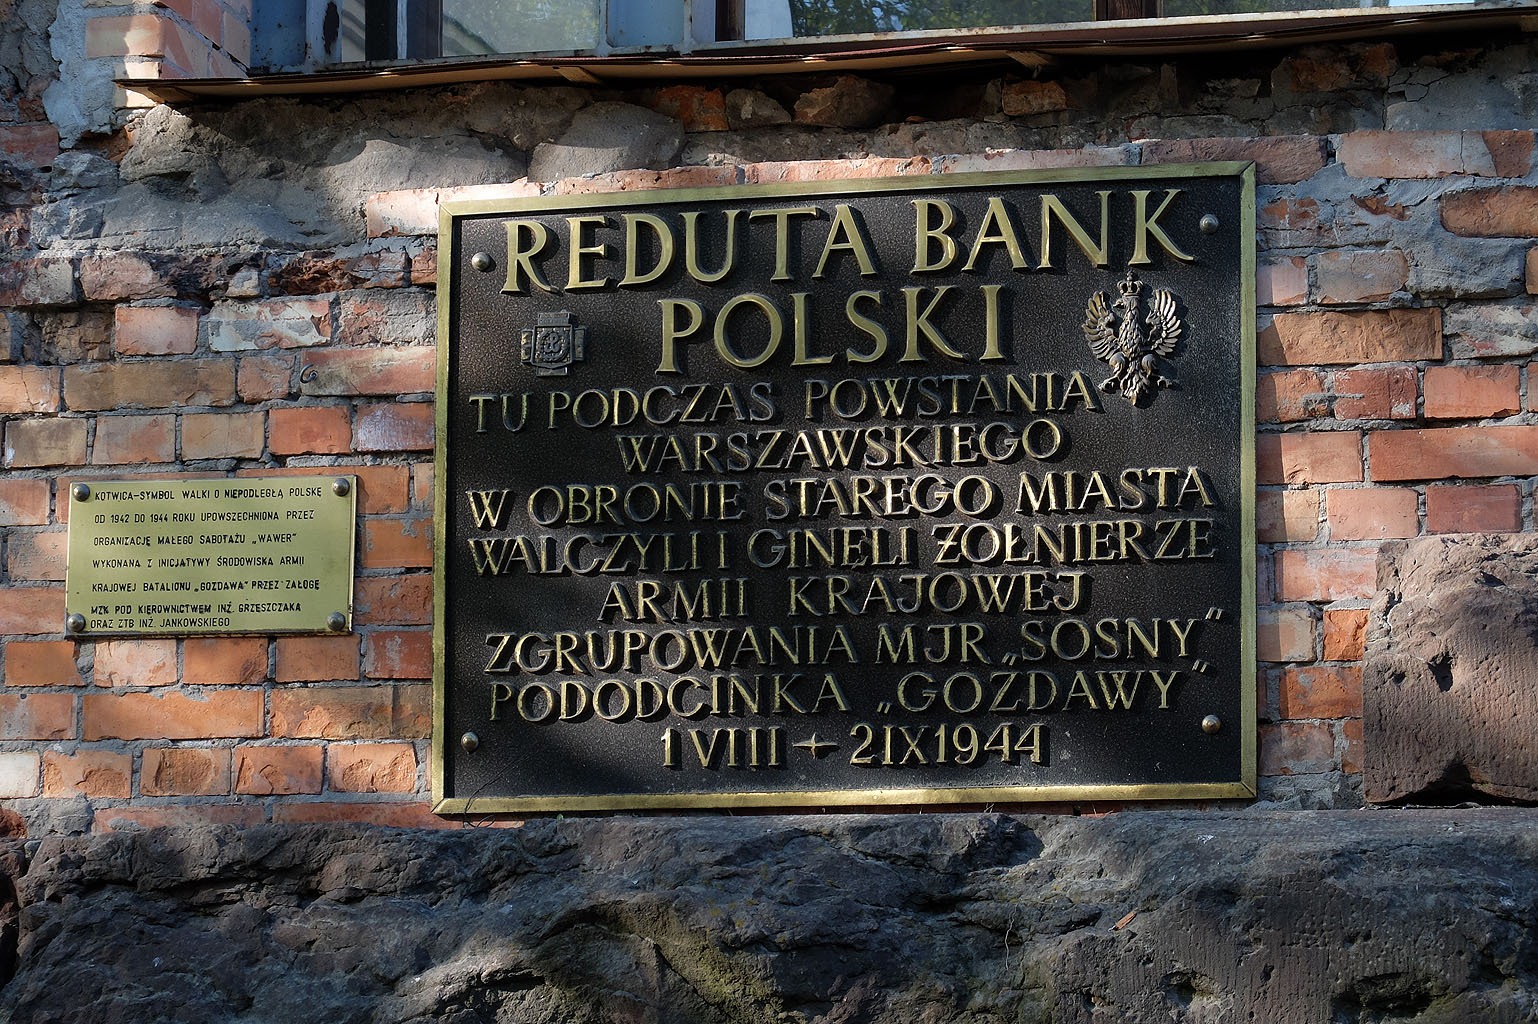 REDUTA BANK
POLSKI
TU PODCZAS POWSTANIA
WARSZAWSKIEGO
W OBRONIE STAREGO MIASTA
WALCZYLI I GINĘLI ŻOŁNIERZE
ARMII KRAJOWEJ
ZGRUPOWANIA MJR „SOSNY”
PODODCINKA „GOZDAWY”
1 VIII + 2 IX 1944
KOTWICA-SYMBOL WALKI O NIEPODLEGŁĄ POLSKĘ
OD 1942 DO 1944 ROKU UPOWSZECHNIONA PRZEZ
ORGANIZACJĘ MAŁEGO SABOTAŻU „WAWER”
WYKONANA Z INICJATYWY ŚRODOWISKA ARMII
KRAJOWEJ BATALIONU „GOZDAWA” PRZEZ ZAŁOGĘ
MZK POD KIEROWNICTWEM INŻ. GRZESZCZAKA
ORAZ ZTB INŻ. JANKOWSKIEGO